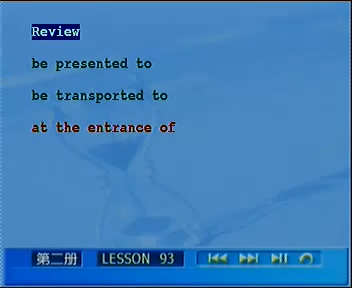 Review
be presented to
be transported to
at the entrance of
第二册 LESSON 93